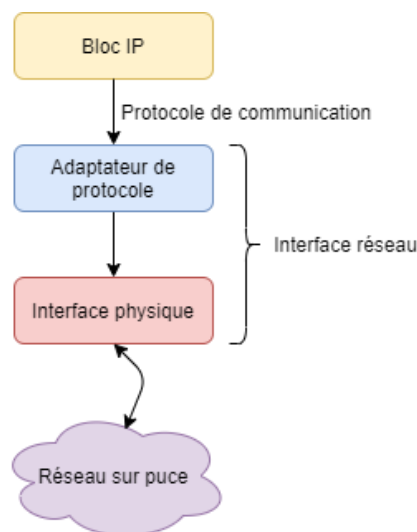 Bloc IP
Protocole de communication
Adaptateur de
protocole
Interface réseau
Interface physique
Réseau sur puce